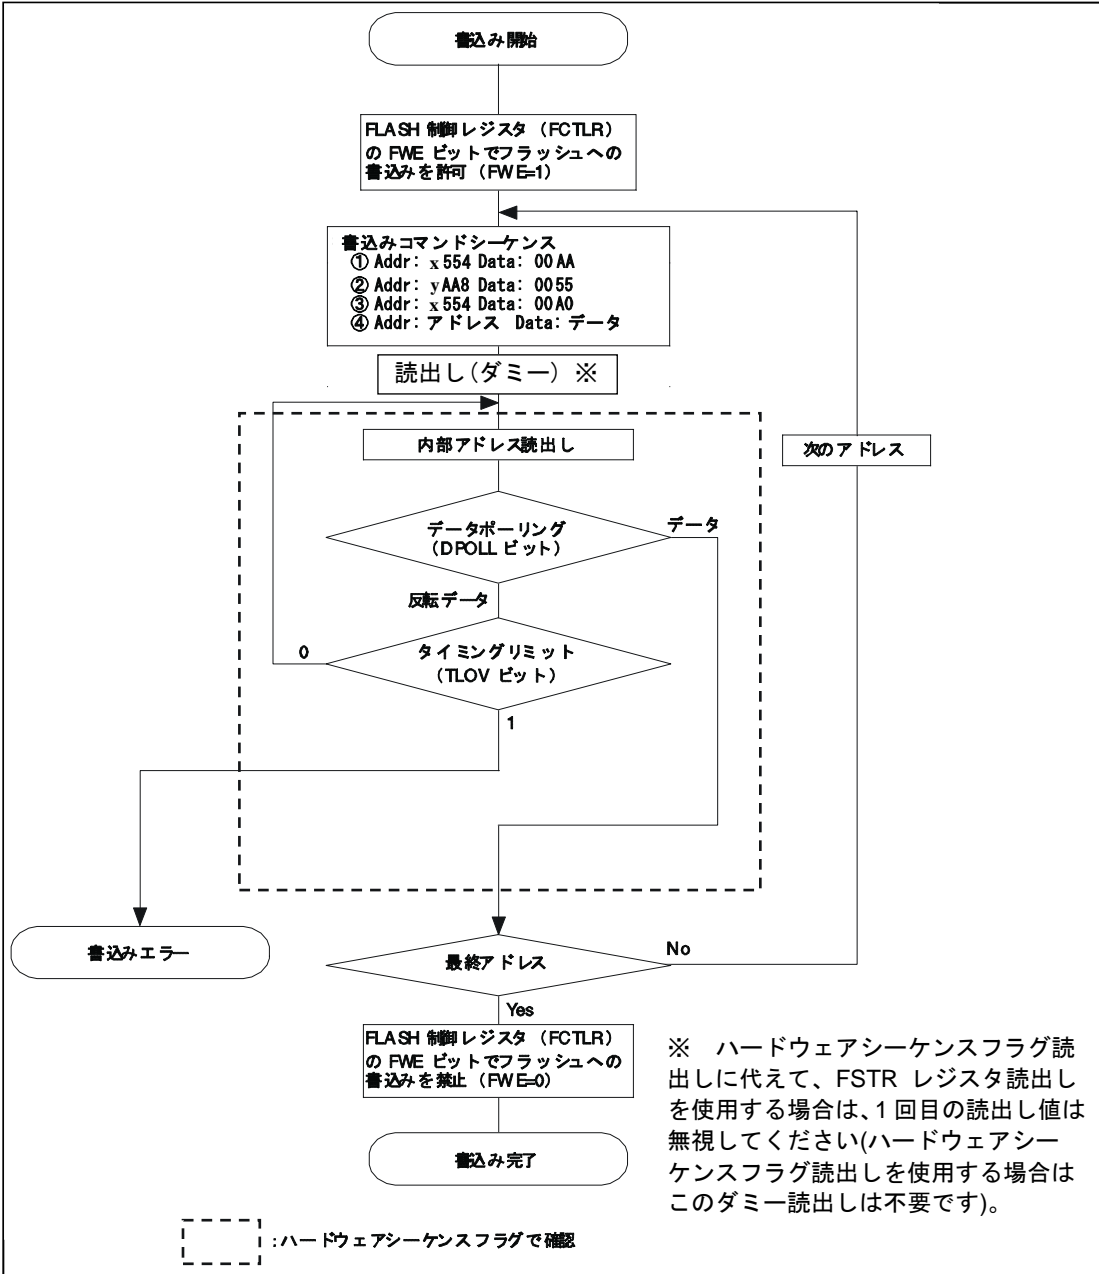 書込み開始
FLASH 制御レジスタ (FCTLR)
の FWE ビットでフラッシュへの
書込みを許可 (FWE=1)
書込みコマンドシーケンス
① Addr: x554 Data: 00AA
② Addr: yAA8 Data: 0055
③ Addr: x554 Data: 00A0
④ Addr: アドレス Data: データ
読出し(ダミー) ※
内部アドレス読出し
次のアドレス
データポーリング
(DPOLL ビット)
データ
反転データ
タイミングリミット
(TLOV ビット)
0
1
書込みエラー
最終アドレス
No
Yes
FLASH 制御レジスタ (FCTLR)
の FWE ビットでフラッシュへの
書込みを禁止 (FWE=0)
書込み完了
※ ハードウェアシーケンスフラグ読
出しに代えて、FSTR レジスタ読出し
を使用する場合は、1 回目の読出し値は
無視してください(ハードウェアシー
ケンスフラグ読出しを使用する場合は
このダミー読出しは不要です)。
:ハードウェアシーケンスフラグで確認